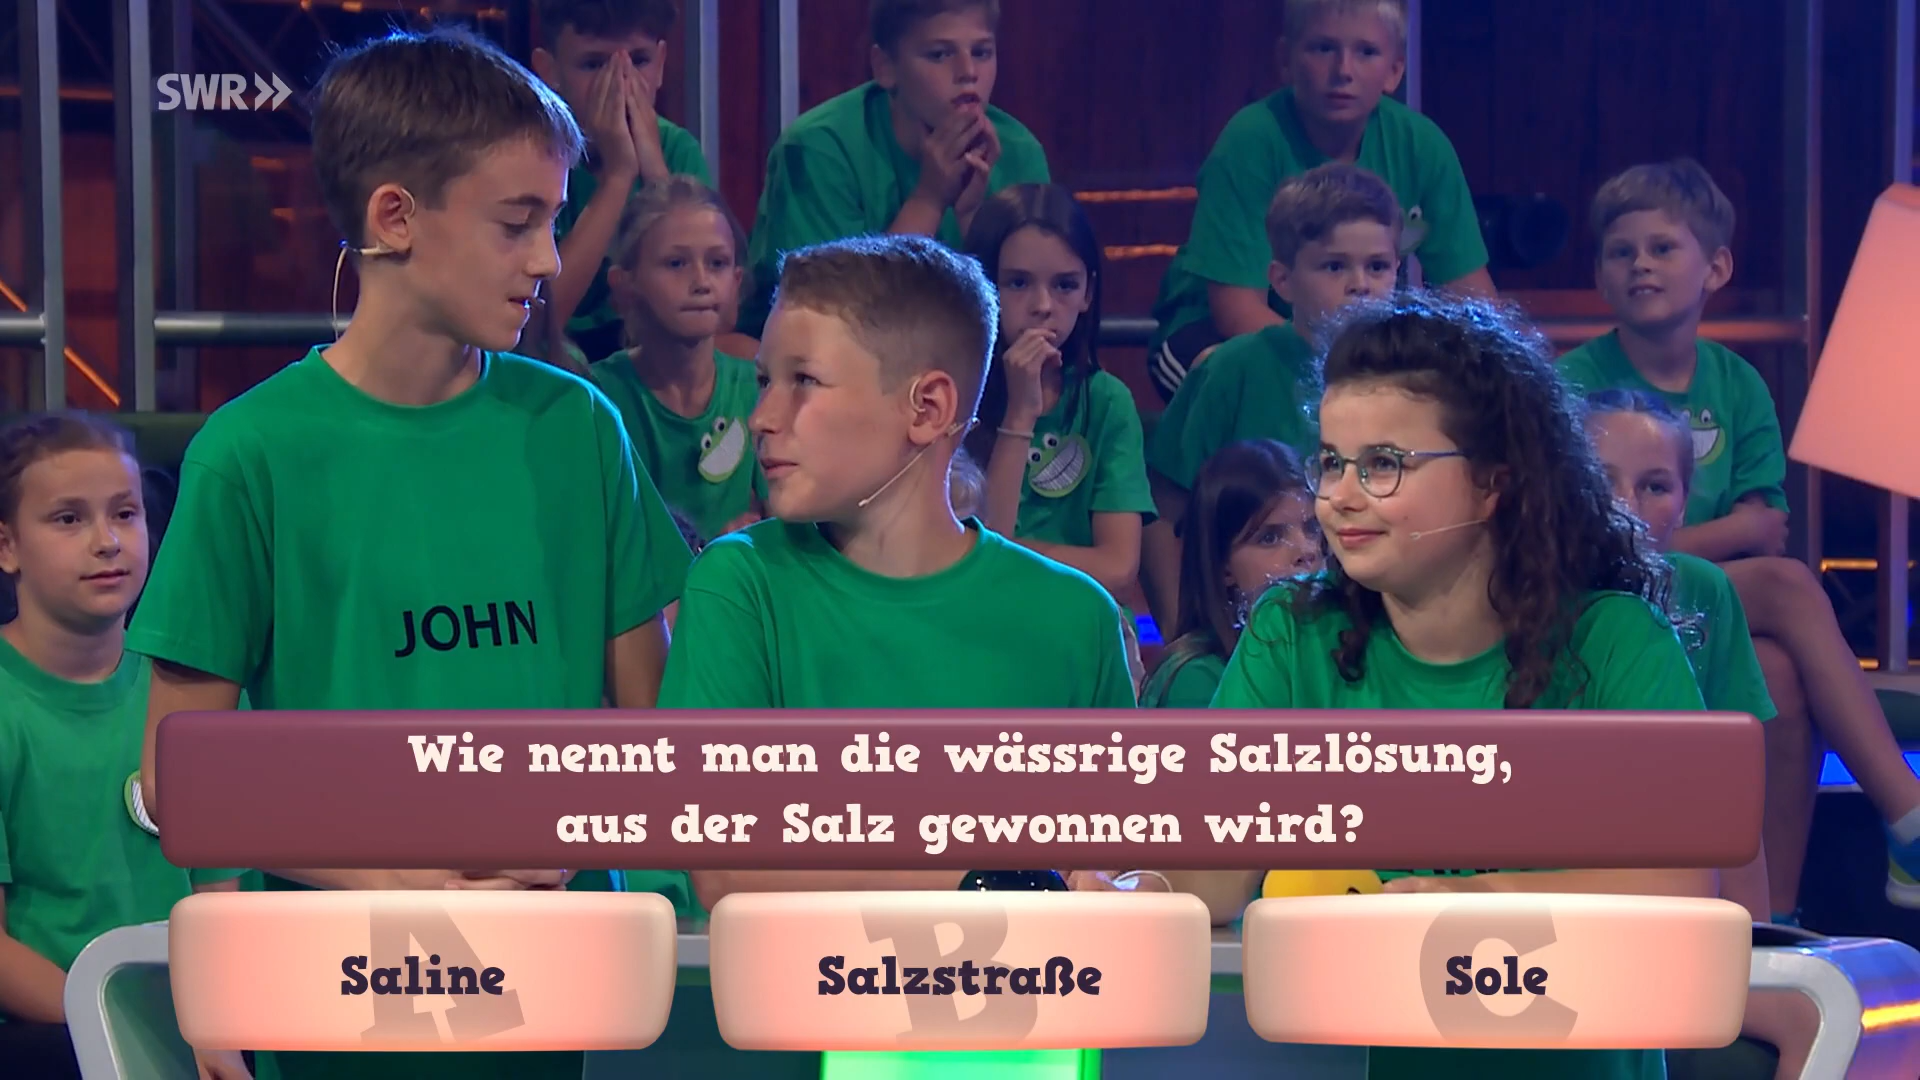 SWR
JOHN
Wie nennt man die wässrige Salzlösung,
aus der Salz gewonnen wird?
A
Saline
B
Salzstraße
C
Sole